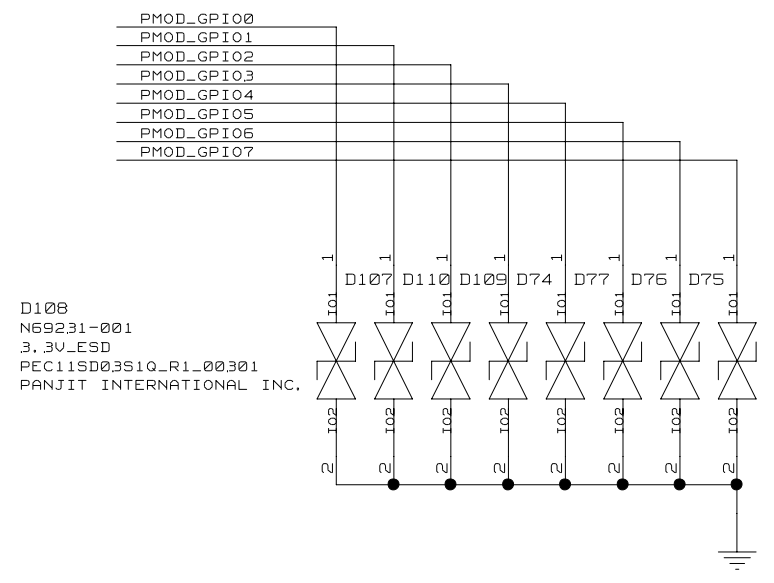 PMOD_GPIO0
PMOD_GPIO1
PMOD_GPIO2
PMOD_GPIO3
PMOD_GPIO4
PMOD_GPIO5
PMOD_GPIO6
PMOD_GPIO7
1 1 1 1 1 1 1 1
D107 D110 D109 D74 D77 D76 D75
IO1 IO1 IO1 IO1 IO1 IO1 IO1 IO1
D108
N69231-001
3.3V_ESD
PEC11SD03S1Q_R1_00301
PANJIT INTERNATIONAL INC.
IO2 IO2 IO2 IO2 IO2 IO2 IO2 IO2
2 2 2 2 2 2 2 2